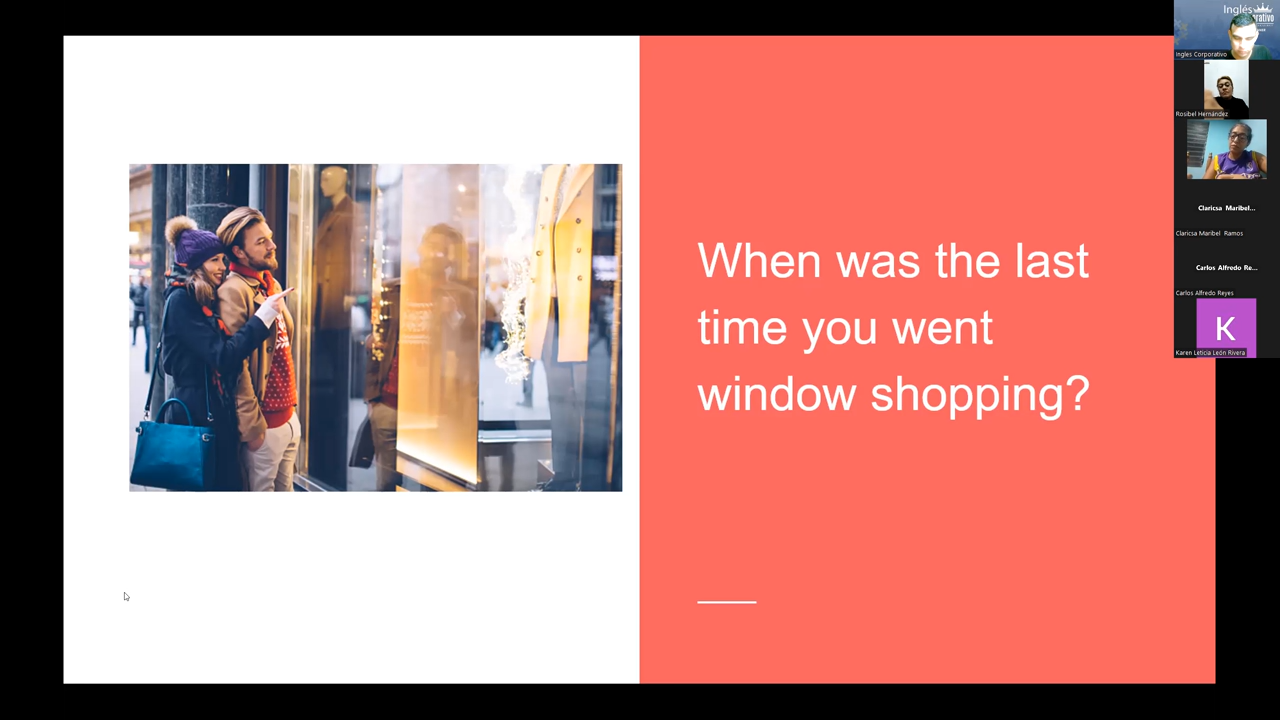 When was the last
time you went
window shopping?
Inglés
Ingles Corporativo
Rosibel Hernández
Claricsa Maribel...
Claricsa Maribel Ramos
Carlos Alfredo Re...
Carlos Alfredo Reyes
K
Karen Leticia León Rivera